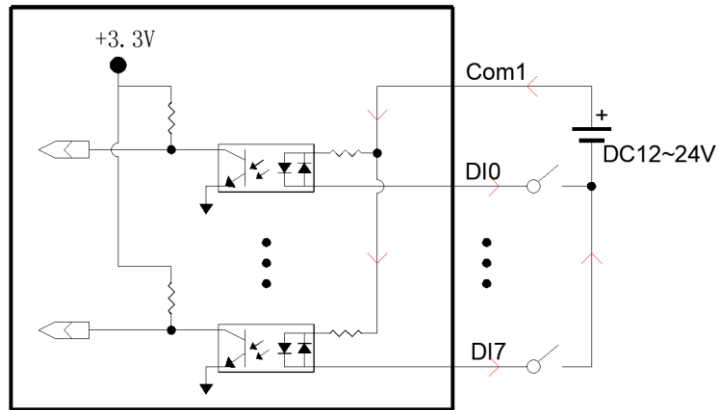 +3.3V
Com1
+
DC12~24V
DI0
DI7